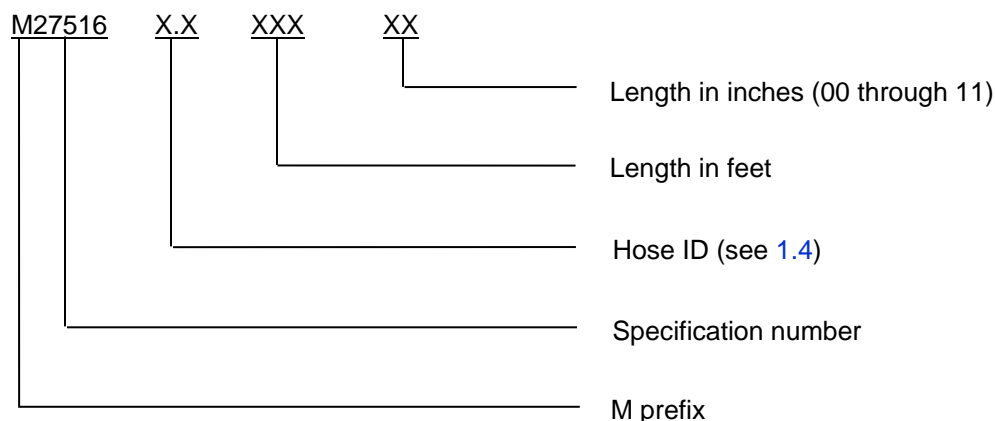 M27516 X.X XXX XX
Length in inches (00 through 11)
Length in feet
Hose ID (see 1.4)
Specification number
M prefix